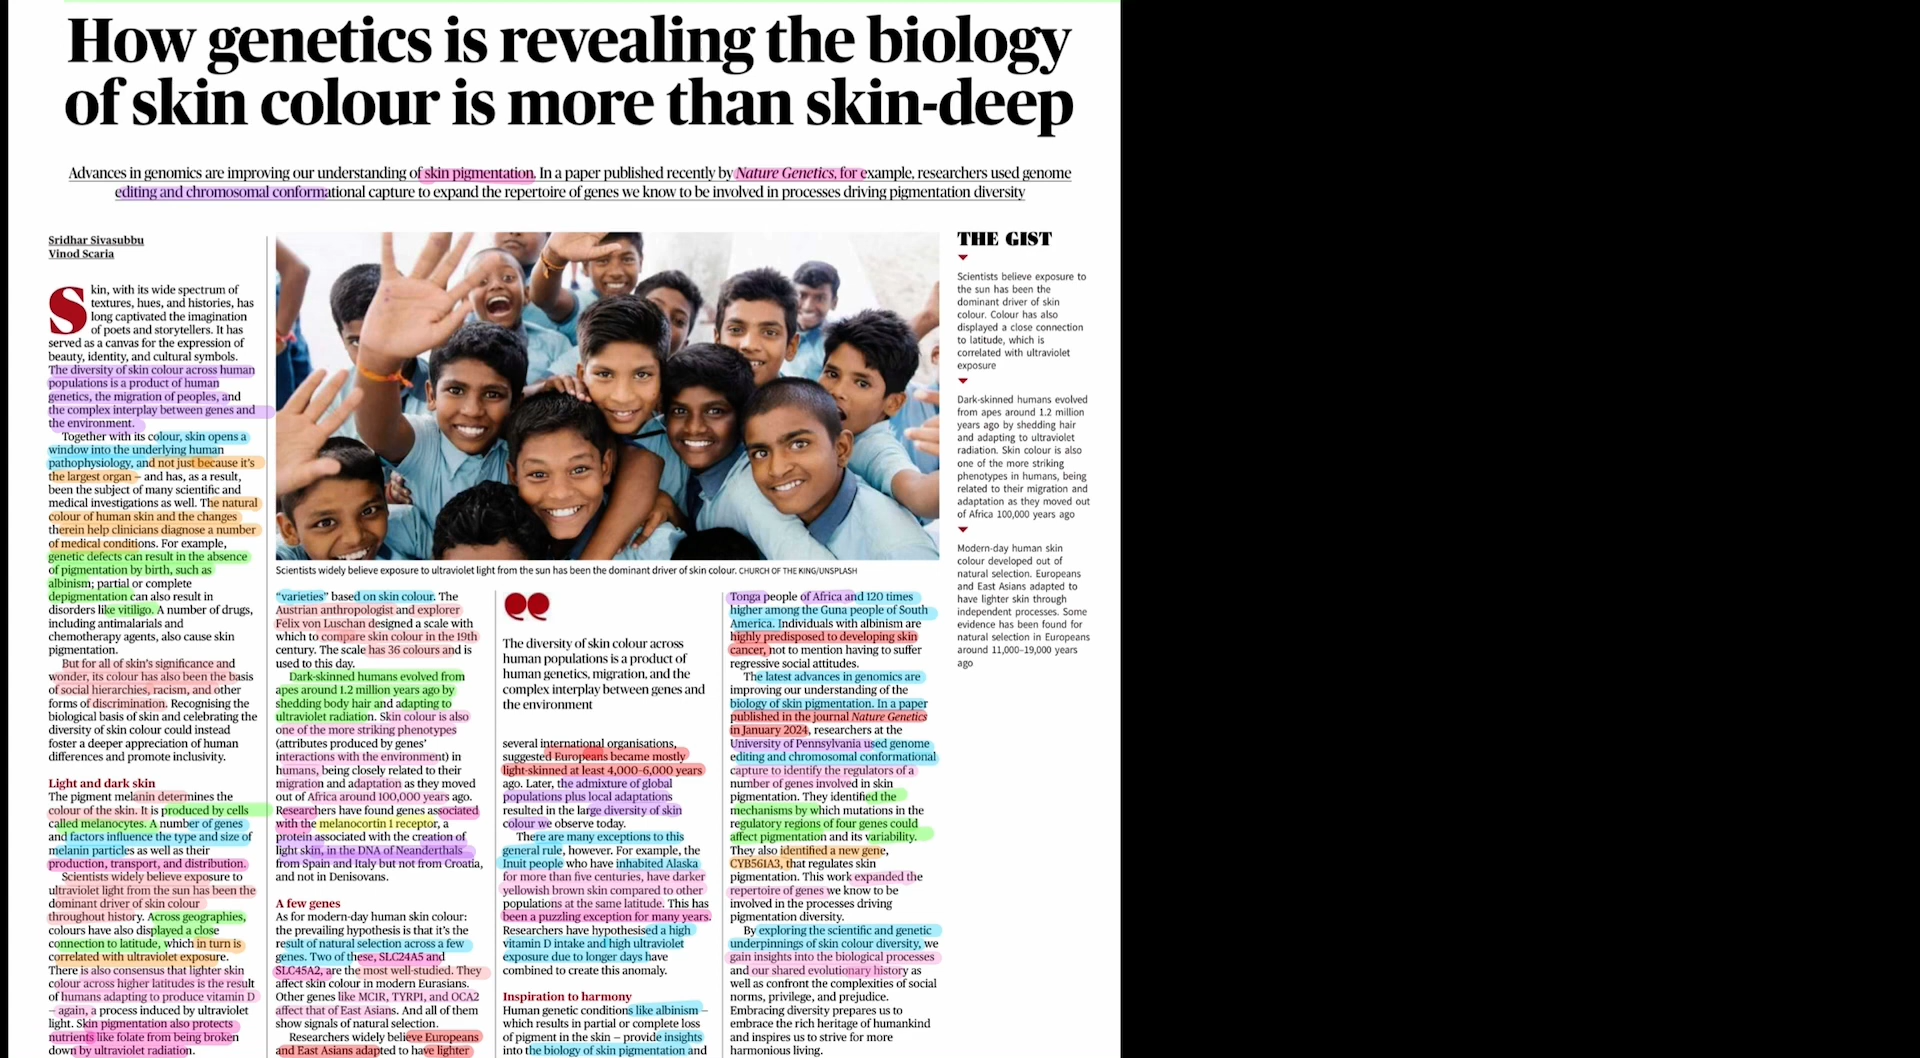 How genetics is revealing the biology
of skin colour is more than skin-deep
Advances in genomics are improving our understanding of skin pigmentation. In a paper published recently by Nature Genetics, for example, researchers used genome
editing and chromosomal conformational capture to expand the repertoire of genes we know to be involved in processes driving pigmentation diversity
Sridhar Sivasubbu
Vinod Scaria
Skin, with its wide spectrum of
textures, hues, and histories, has
long captivated the imagination
of poets and storytellers. It has
served as a canvas for the expression of
beauty, identity, and cultural symbols.
The diversity of skin colour across human
populations is a product of human
genetics, the migration of peoples, and
the complex interplay between genes and
the environment.
Together with its colour, skin opens a
window into the underlying human
pathophysiology, and not just because it's
the largest organ – and has, as a result,
been the subject of many scientific and
medical investigations as well. The natural
colour of human skin and the changes
therein help clinicians diagnose a number
of medical conditions. For example,
genetic defects can result in the absence
of pigmentation by birth, such as
albinism; partial or complete
depigmentation can also result in
disorders like vitiligo. A number of drugs,
including antimalarials and
chemotherapy agents, also cause skin
pigmentation.
But for all of skin's significance and
wonder, its colour has also been the basis
of social hierarchies, racism, and other
forms of discrimination. Recognising the
biological basis of skin and celebrating the
diversity of skin colour could instead
foster a deeper appreciation of human
differences and promote inclusivity.
Light and dark skin
The pigment melanin determines the
colour of the skin. It is produced by cells
called melanocytes. A number of genes
and factors influence the type and size of
melanin particles as well as their
production, transport, and distribution.
Scientists widely believe exposure to
ultraviolet light from the sun has been the
dominant driver of skin colour
throughout history. Across geographies,
colours have also displayed a close
connection to latitude, which in turn is
correlated with ultraviolet exposure.
There is also consensus that lighter skin
colour across higher latitudes is the result
of humans adapting to produce vitamin D
– again, a process induced by ultraviolet
light. Skin pigmentation also protects
nutrients like folate from being broken
down by ultraviolet radiation.
Scientists widely believe exposure to ultraviolet light from the sun has been the dominant driver of skin colour. CHURCH OF THE KING/UNSPLASH
“varieties” based on skin colour. The
Austrian anthropologist and explorer
Felix von Luschan designed a scale with
which to compare skin colour in the 19th
century. The scale has 36 colours and is
used to this day.
Dark-skinned humans evolved from
apes around 1.2 million years ago by
shedding body hair and adapting to
ultraviolet radiation. Skin colour is also
one of the more striking phenotypes
(attributes produced by genes'
interactions with the environment) in
humans, being closely related to their
migration and adaptation as they moved
out of Africa around 100,000 years ago.
Researchers have found genes associated
with the melanocortin 1 receptor, a
protein associated with the creation of
light skin, in the DNA of Neanderthals
from Spain and Italy but not from Croatia,
and not in Denisovans.
A few genes
As for modern-day human skin colour:
the prevailing hypothesis is that it's the
result of natural selection across a few
genes. Two of these, SLC24A5 and
SLC45A2, are the most well-studied. They
affect skin colour in modern Eurasians.
Other genes like MC1R, TYRP1, and OCA2
affect that of East Asians. And all of them
show signals of natural selection.
Researchers widely believe Europeans
and East Asians adapted to have lighter
The diversity of skin colour across
human populations is a product of
human genetics, migration, and the
complex interplay between genes and
the environment
several international organisations,
suggested Europeans became mostly
light-skinned at least 4,000-6,000 years
ago. Later, the admixture of global
populations plus local adaptations
resulted in the large diversity of skin
colour we observe today.
There are many exceptions to this
general rule, however. For example, the
Inuit people who have inhabited Alaska
for more than five centuries, have darker
yellowish brown skin compared to other
populations at the same latitude. This has
been a puzzling exception for many years.
Researchers have hypothesised a high
vitamin D intake and high ultraviolet
exposure due to longer days have
combined to create this anomaly.
Inspiration to harmony
Human genetic conditions like albinism –
which results in partial or complete loss
of pigment in the skin – provide insights
into the biology of skin pigmentation and
Tonga people of Africa and 120 times
higher among the Guna people of South
America. Individuals with albinism are
highly predisposed to developing skin
cancer, not to mention having to suffer
regressive social attitudes.
The latest advances in genomics are
improving our understanding of the
biology of skin pigmentation. In a paper
published in the journal Nature Genetics
in January 2024, researchers at the
University of Pennsylvania used genome
editing and chromosomal conformational
capture to identify the regulators of a
number of genes involved in skin
pigmentation. They identified the
mechanisms by which mutations in the
regulatory regions of four genes could
affect pigmentation and its variability.
They also identified a new gene,
CYB561A3, that regulates skin
pigmentation. This work expanded the
repertoire of genes we know to be
involved in the processes driving
pigmentation diversity.
By exploring the scientific and genetic
underpinnings of skin colour diversity, we
gain insights into the biological processes
and our shared evolutionary history as
well as confront the complexities of social
norms, privilege, and prejudice.
Embracing diversity prepares us to
embrace the rich heritage of humankind
and inspires us to strive for more
harmonious living.
THE GIST
Scientists believe exposure to
the sun has been the
dominant driver of skin
colour. Colour has also
displayed a close connection
to latitude, which is
correlated with ultraviolet
exposure
Dark-skinned humans evolved
from apes around 1.2 million
years ago by shedding hair
and adapting to ultraviolet
radiation. Skin colour is also
one of the more striking
phenotypes in humans, being
related to their migration and
adaptation as they moved out
of Africa 100,000 years ago
Modern-day human skin
colour developed out of
natural selection. Europeans
and East Asians adapted to
have lighter skin through
independent processes. Some
evidence has been found for
natural selection in Europeans
around 11,000–19,000 years
ago